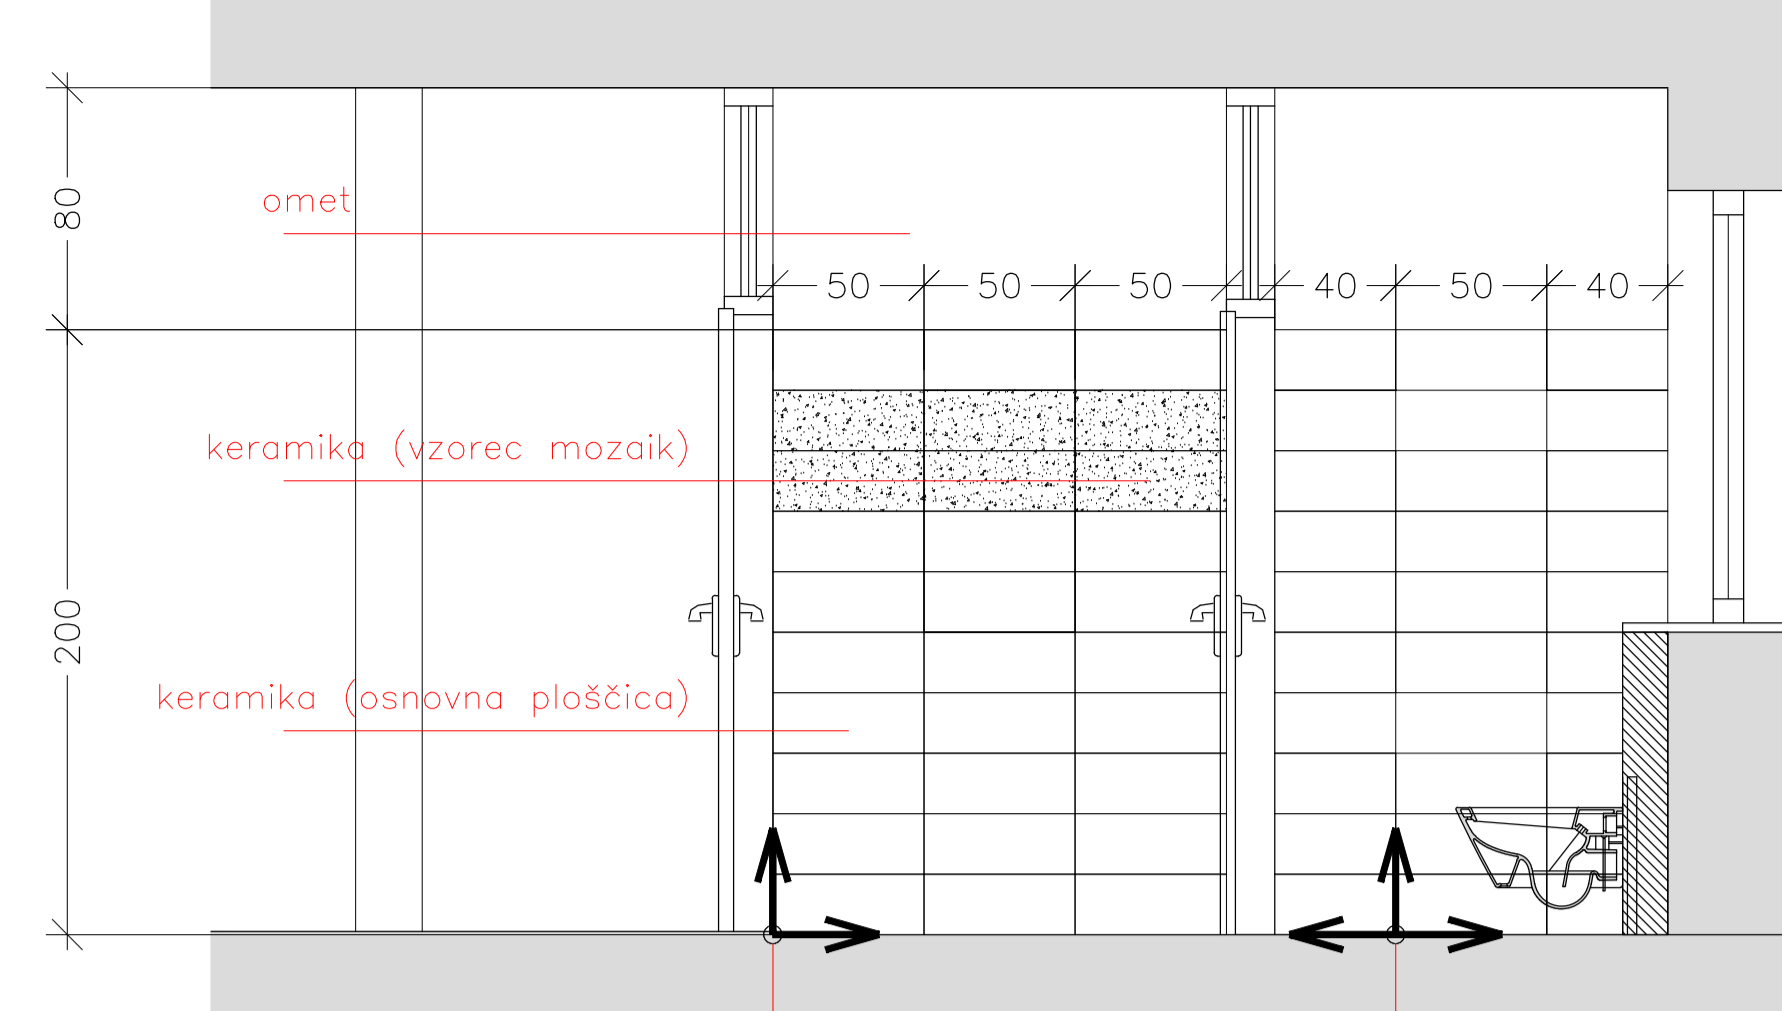 omet
80
50 50 50 40 50 40
keramika (vzorec mozaik)
200
keramika (osnovna ploščica)